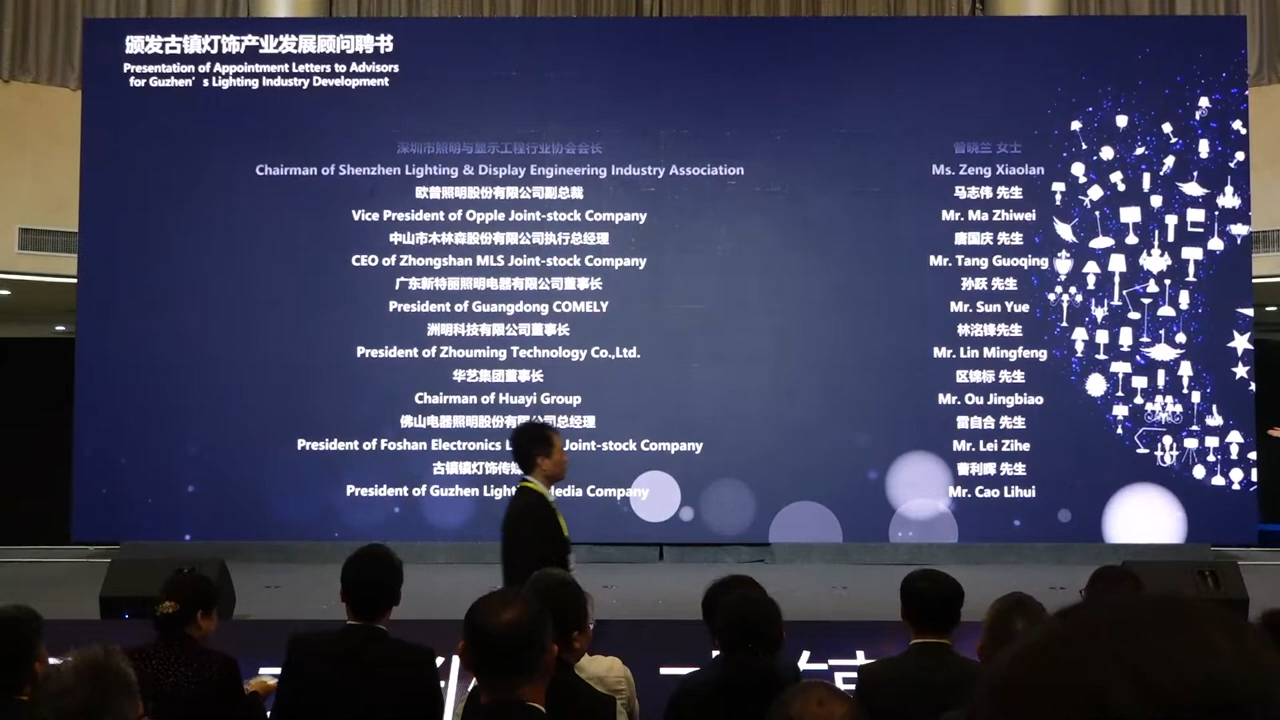 颁发古镇灯饰产业发展顾问聘书
Presentation of Appointment Letters to Advisors
for Guzhen's Lighting Industry Development
深圳市照明与显示工程行业协会会长 曾晓兰 女士
Chairman of Shenzhen Lighting & Display Engineering Industry Association Ms. Zeng Xiaolan
欧普照明股份有限公司副总裁 马志伟 先生
Vice President of Opple Joint-stock Company Mr. Ma Zhiwei
中山市木林森股份有限公司执行总经理 唐国庆 先生
CEO of Zhongshan MLS Joint-stock Company Mr. Tang Guoqing
广东新特丽照明电器有限公司董事长 孙跃 先生
President of Guangdong COMELY Mr. Sun Yue
洲明科技有限公司董事长 林洺锋先生
President of Zhouming Technology Co.,Ltd. Mr. Lin Mingfeng
华艺集团董事长 区锦标 先生
Chairman of Huayi Group Mr. Ou Jingbiao
佛山电器照明股份有限公司总经理 雷自合 先生
President of Foshan Electronics Joint-stock Company Mr. Lei Zihe
古镇镇灯饰传 曹利晖 先生
President of Guzhen Media Company Mr. Cao Lihui